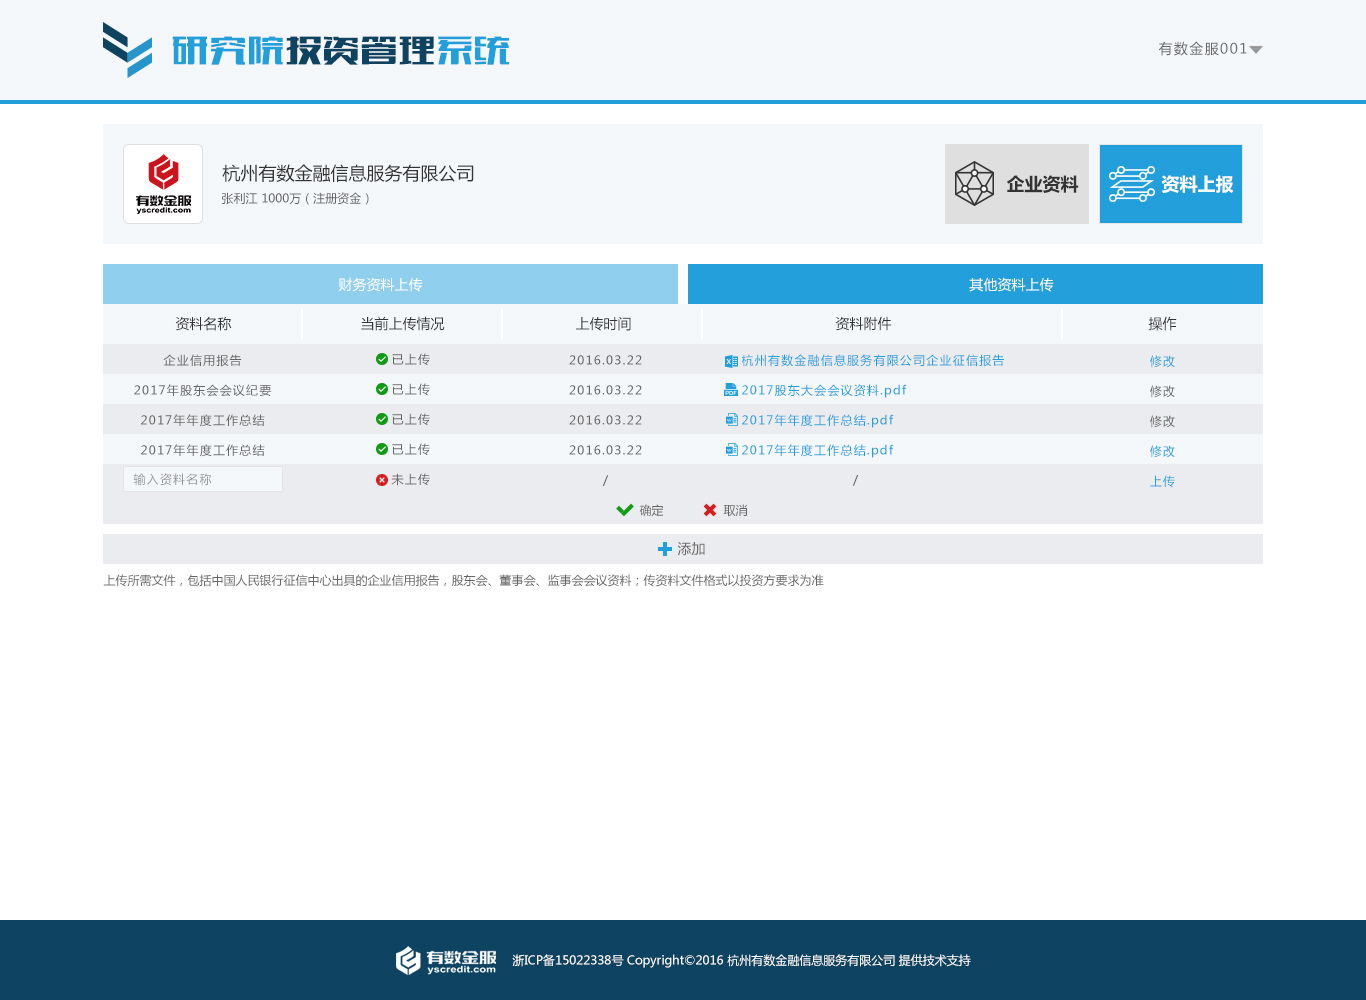 研究院投资管理系统
有数金服001
有数金服
yscredit.com
杭州有数金融信息服务有限公司
张利江 1000万（注册资金）
企业资料
资料上报
财务资料上传
其他资料上传
资料名称 当前上传情况 上传时间 资料附件 操作
企业信用报告 已上传 2016.03.22 杭州有数金融信息服务有限公司企业征信报告 修改
2017年股东会会议纪要 已上传 2016.03.22 2017股东大会会议资料.pdf 修改
2017年年度工作总结 已上传 2016.03.22 2017年年度工作总结.pdf 修改
2017年年度工作总结 已上传 2016.03.22 2017年年度工作总结.pdf 修改
输入资料名称 未上传 / / 上传
确定 取消
添加
上传所需文件，包括中国人民银行征信中心出具的企业信用报告，股东会、董事会、监事会会议资料；传资料文件格式以投资方要求为准
有数金服
yscredit.com
浙ICP备15022338号 Copyright©2016 杭州有数金融信息服务有限公司 提供技术支持